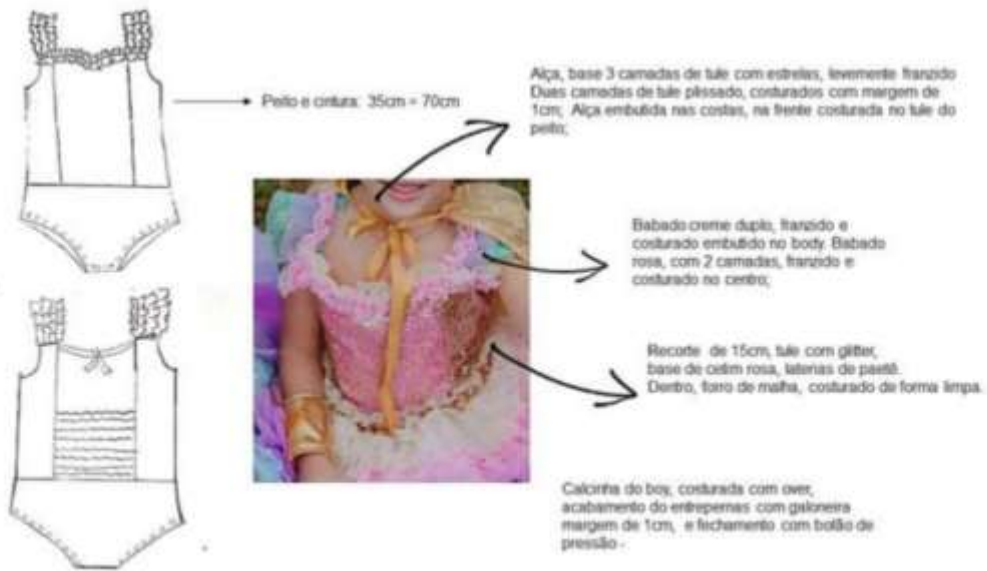 Peito e cintura: 35cm = 70cm
Alça, base 3 camadas de tule com estrelas, levemente franzido
Duas camadas de tule plissado, costurados com margem de
1cm; Alça embutida nas costas, na frente costurada no tule do
peito;
Babado creme duplo, franzido e
costurado embutido no body. Babado
rosa, com 2 camadas, franzido e
costurado no centro;
Recorte de 15cm, tule com glitter,
base de cetim rosa, laterias de paetê.
Dentro, forro de malha, costurado de forma limpa.
Calcinha do boy, costurada com over,
acabamento do entrepernas com galoneira
margem de 1cm, e fechamento com botão de
pressão -